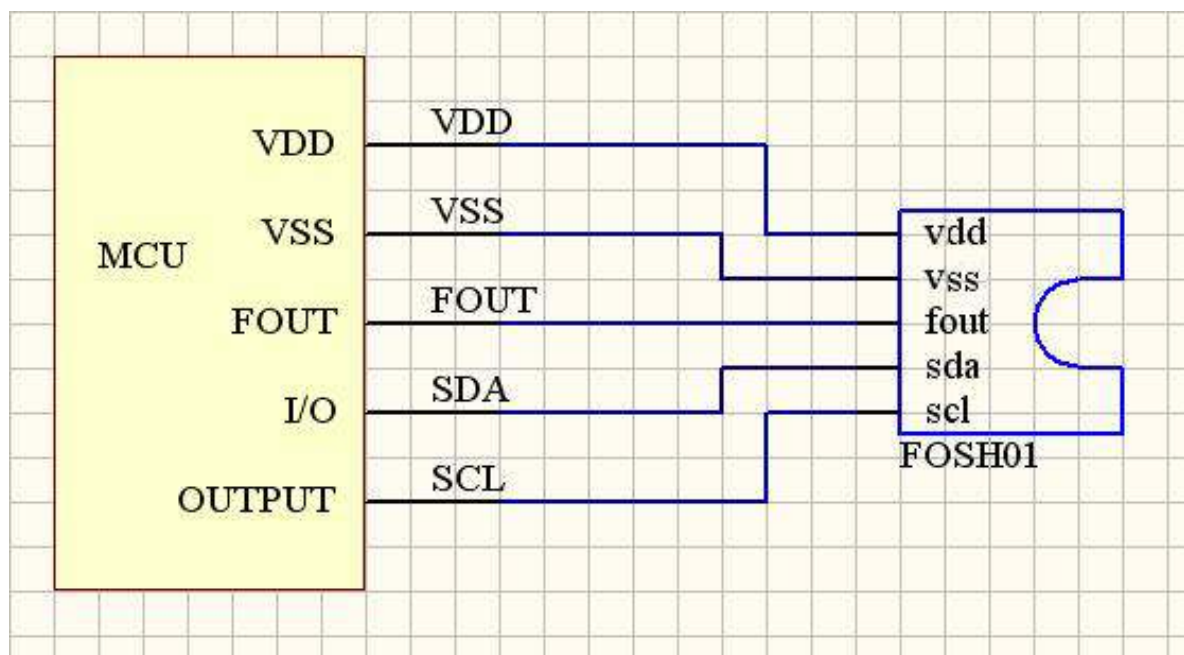 VDD
VSS
MCU
FOUT
I/O
OUTPUT
VDD
VSS
FOUT
SDA
SCL
vdd
vss
fout
sda
scl
FOSH01